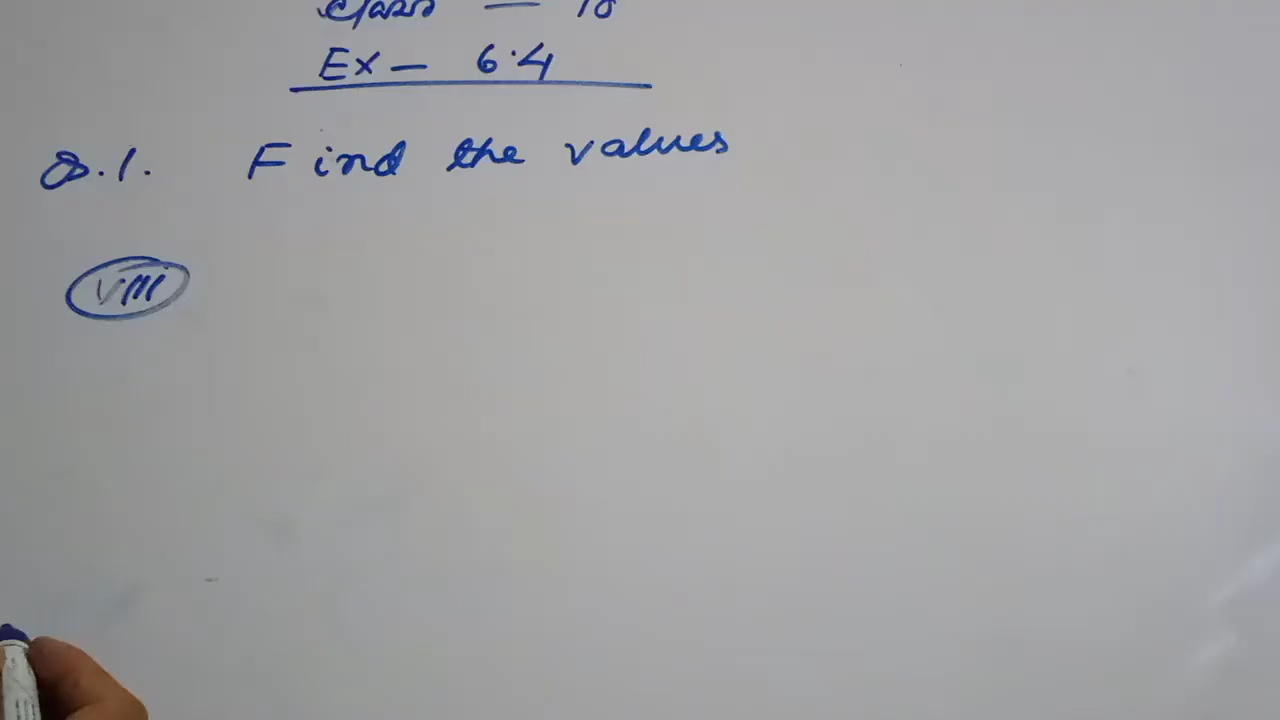 Class — 10
Ex — 6.4
Q.1. Find the values
VIII